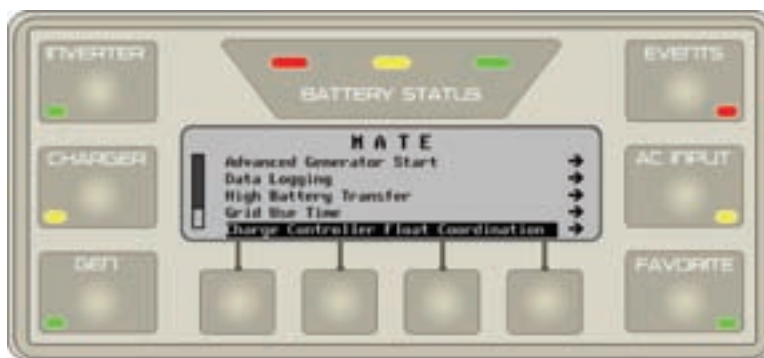 INVERTER
EVENTS
BATTERY STATUS
MATE
CHARGER
AC INPUT
Advanced Generator Start
Data Logging
High Battery Transfer
Grid Use Time
Charge Controller Float Coordination
GEN
FAVORITE